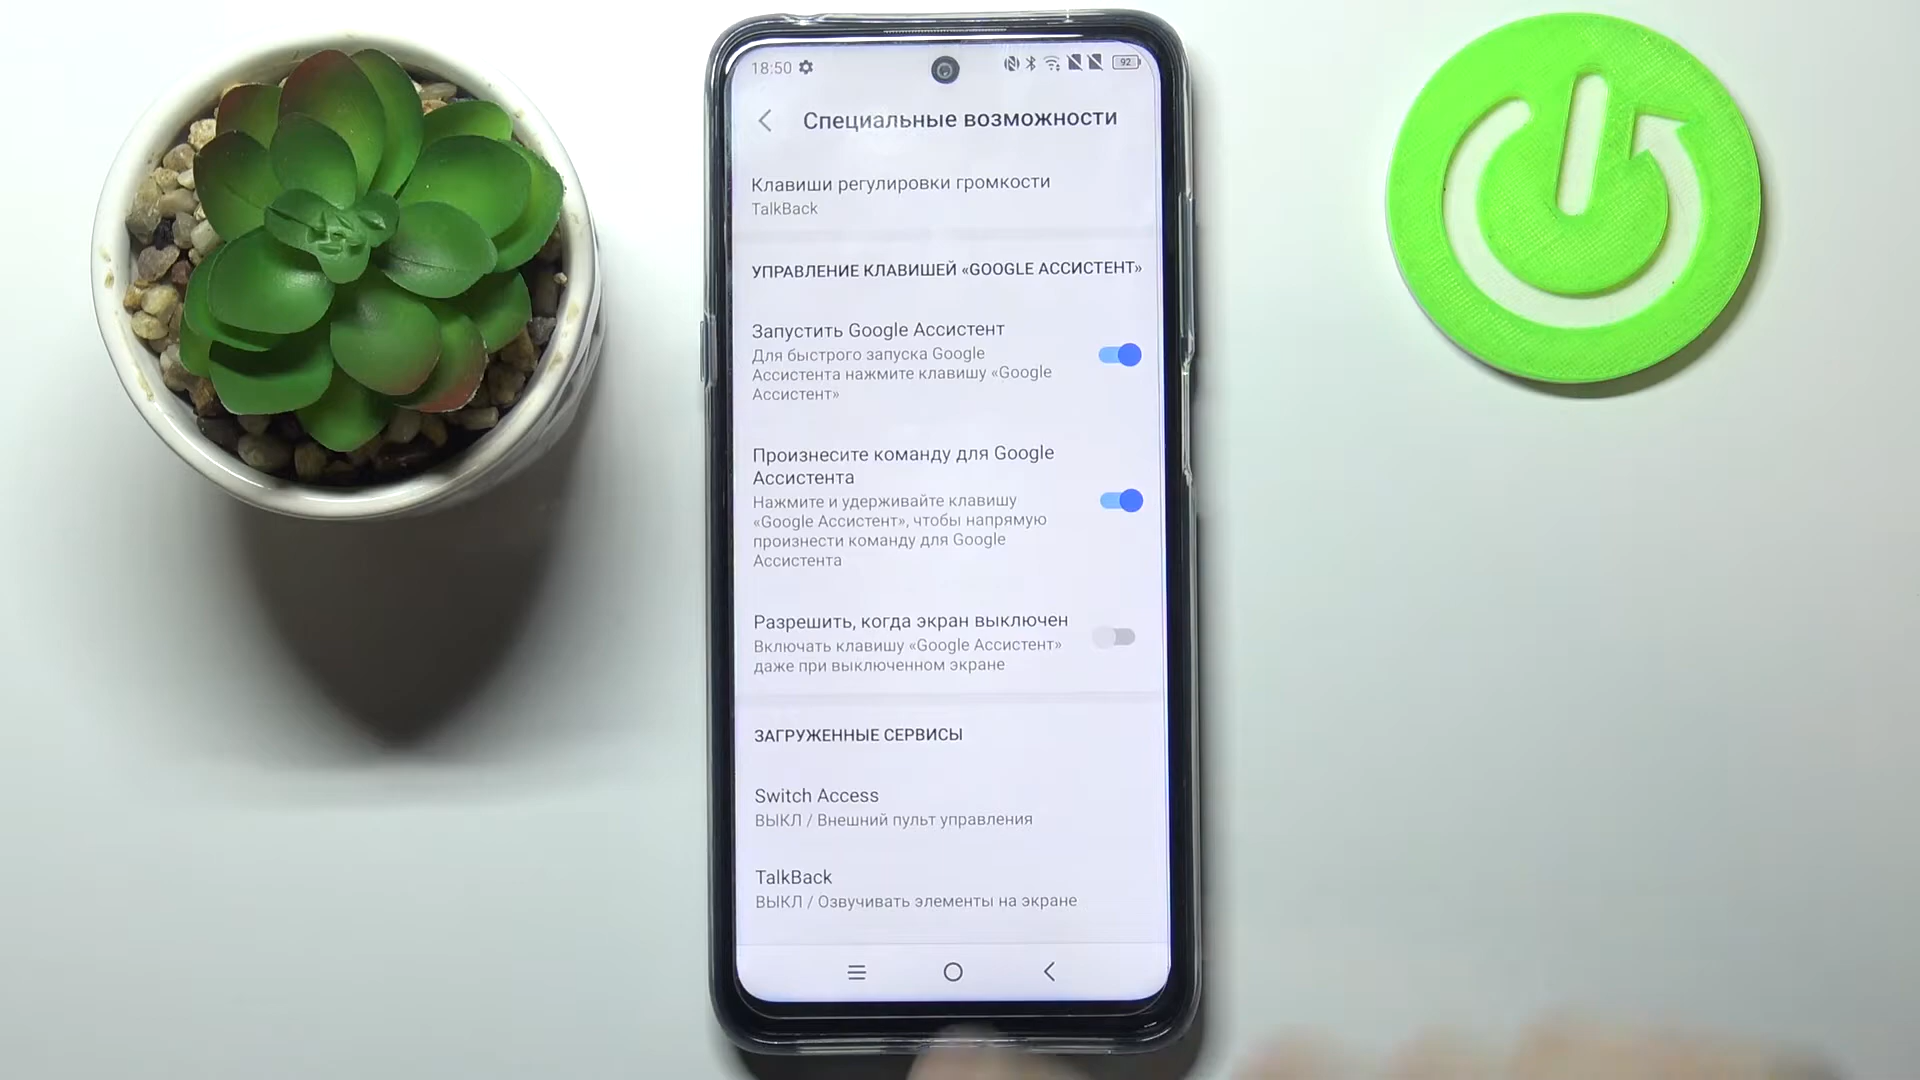 18:50
92
Специальные возможности
Клавиши регулировки громкости
TalkBack
УПРАВЛЕНИЕ КЛАВИШЕЙ «GOOGLE АССИСТЕНТ»
Запустить Google Ассистент
Для быстрого запуска Google
Ассистента нажмите клавишу «Google
Ассистент»
Произнесите команду для Google
Ассистента
Нажмите и удерживайте клавишу
«Google Ассистент», чтобы напрямую
произнести команду для Google
Ассистента
Разрешить, когда экран выключен
Включать клавишу «Google Ассистент»
даже при выключенном экране
ЗАГРУЖЕННЫЕ СЕРВИСЫ
Switch Access
ВЫКЛ / Внешний пульт управления
TalkBack
ВЫКЛ / Озвучивать элементы на экране